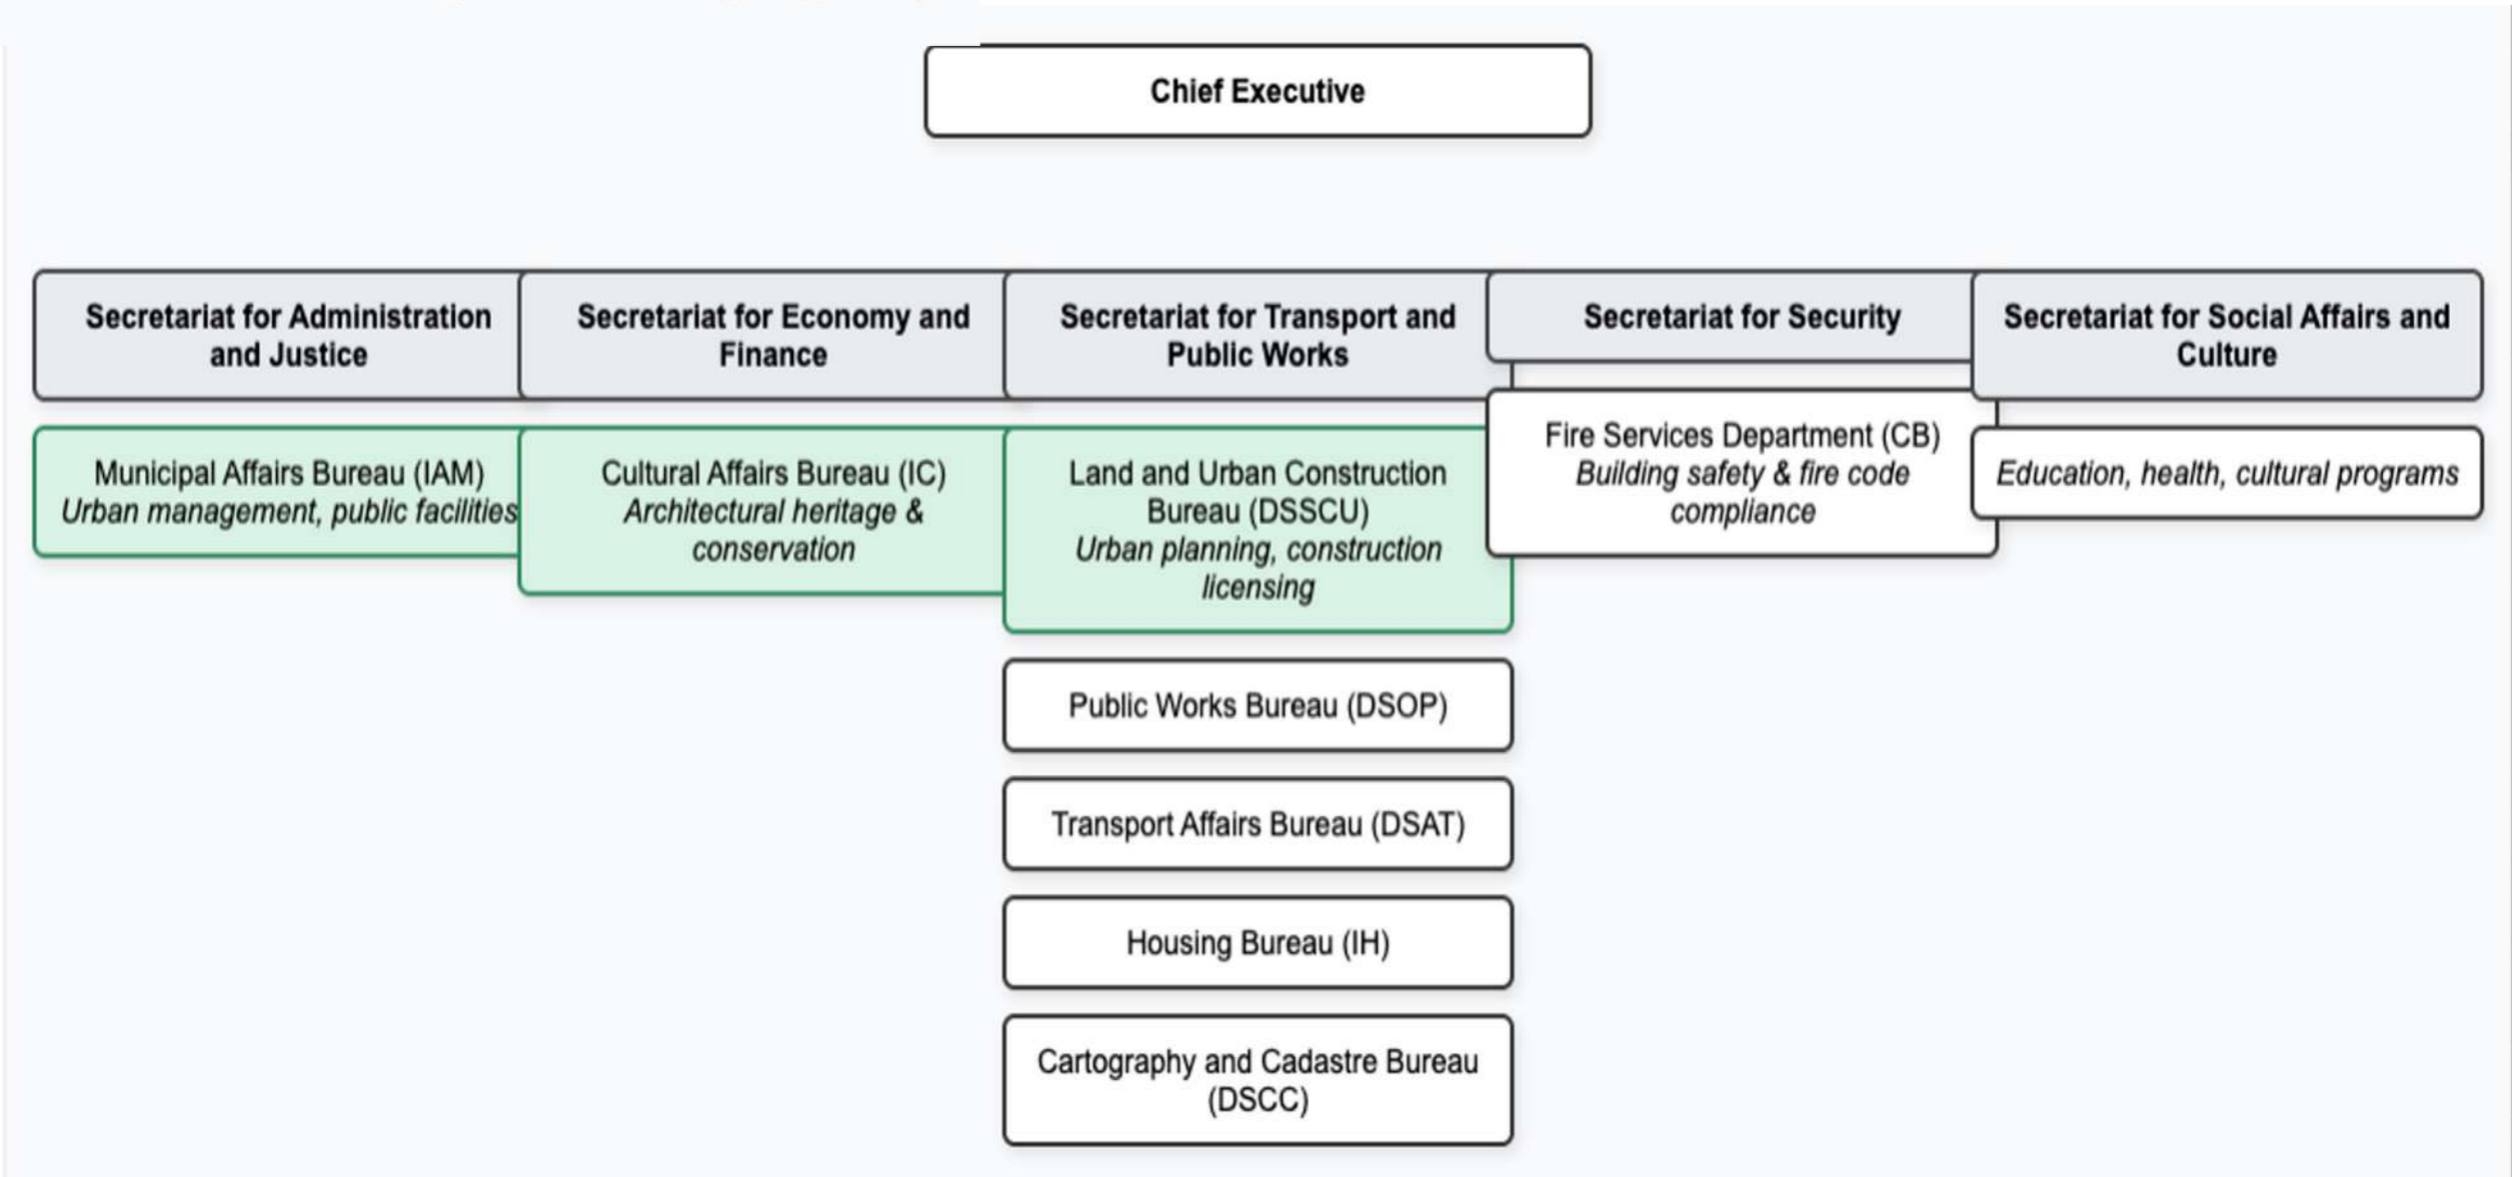 Chief Executive
Secretariat for Administration
and Justice
Municipal Affairs Bureau (IAM)
Urban management, public facilities
Secretariat for Economy and
Finance
Cultural Affairs Bureau (IC)
Architectural heritage &
conservation
Secretariat for Transport and
Public Works
Land and Urban Construction
Bureau (DSSCU)
Urban planning, construction
licensing
Public Works Bureau (DSOP)
Transport Affairs Bureau (DSAT)
Housing Bureau (IH)
Cartography and Cadastre Bureau
(DSCC)
Secretariat for Security
Fire Services Department (CB)
Building safety & fire code
compliance
Secretariat for Social Affairs and
Culture
Education, health, cultural programs